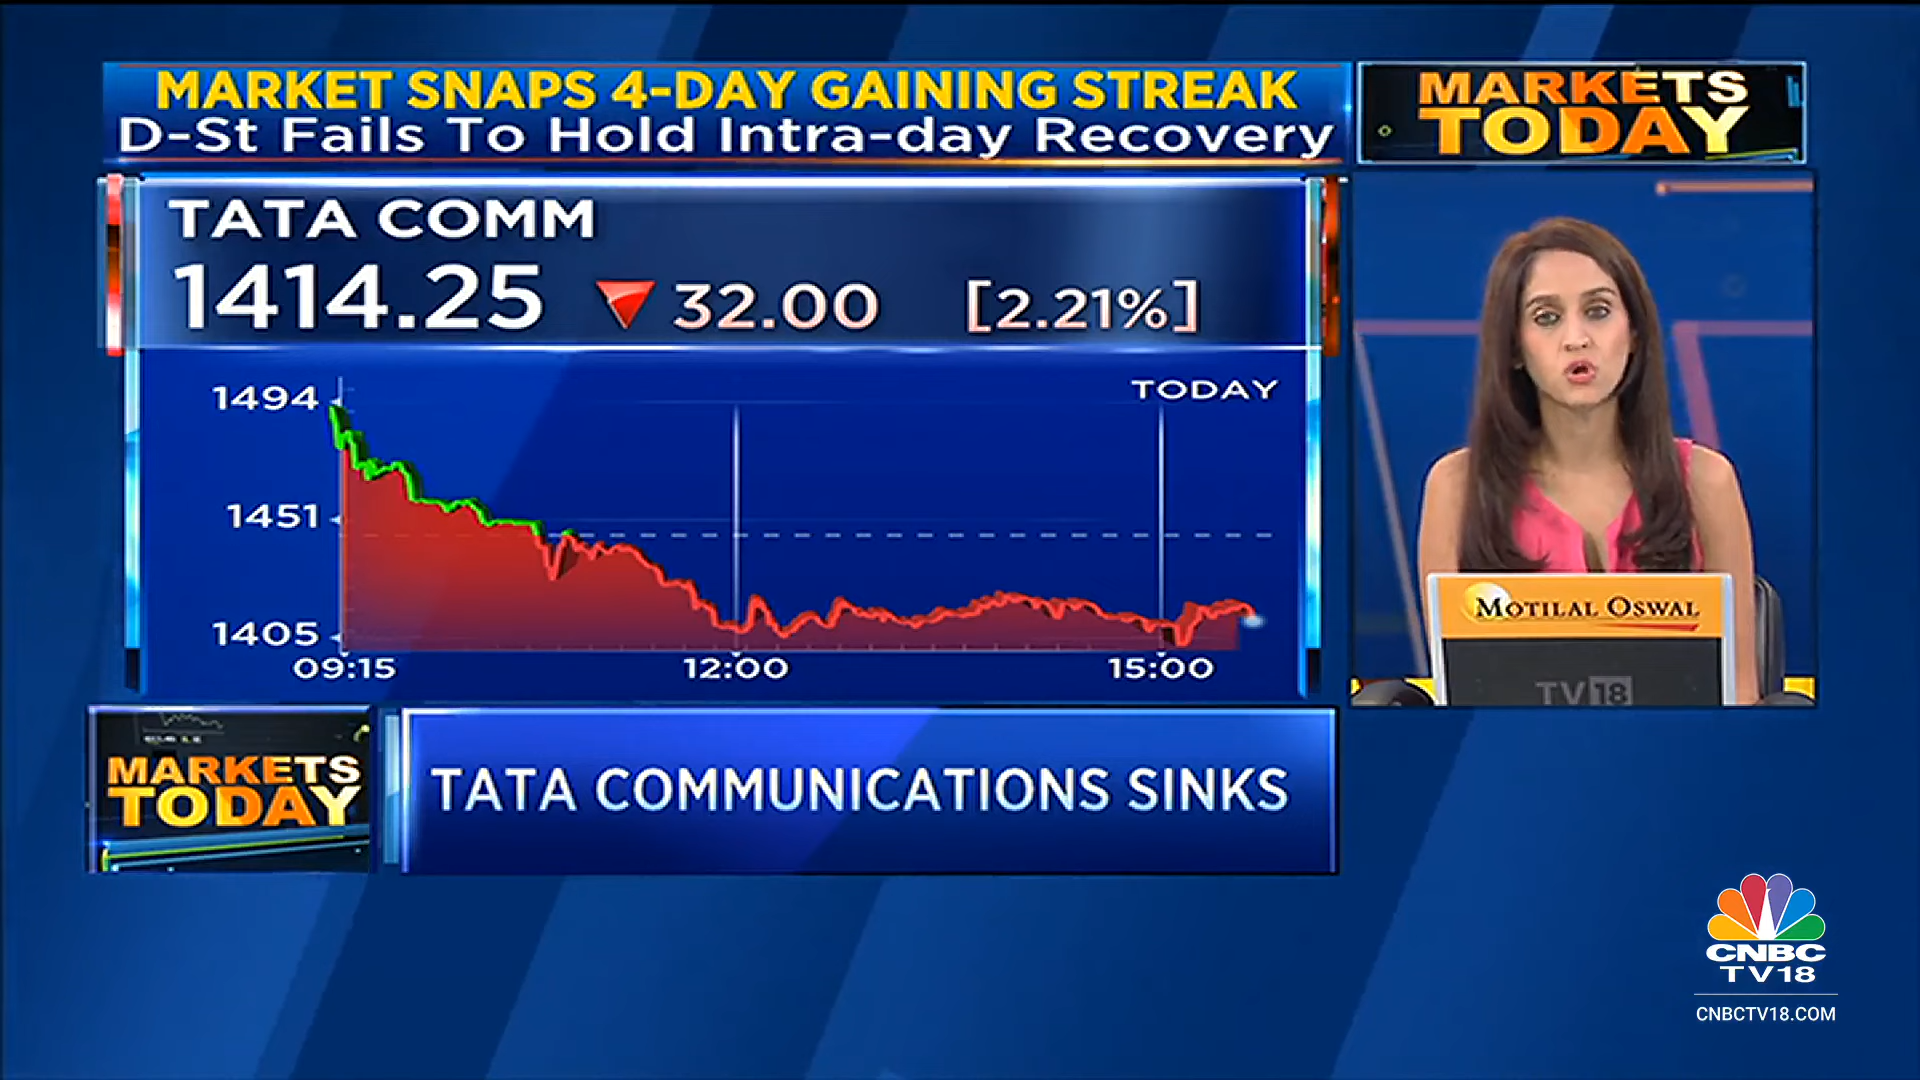 MARKET SNAPS 4-DAY GAINING STREAK
D-St Fails To Hold Intra-day Recovery
MARKETS
TODAY
TATA COMM
1414.25 ▼ 32.00 [2.21%]
TODAY
1494
1451
1405
09:15 12:00 15:00
MOTILAL OSWAL
TV18
MARKETS
TODAY
TATA COMMUNICATIONS SINKS
CNBC
TV18
CNBCTV18.COM